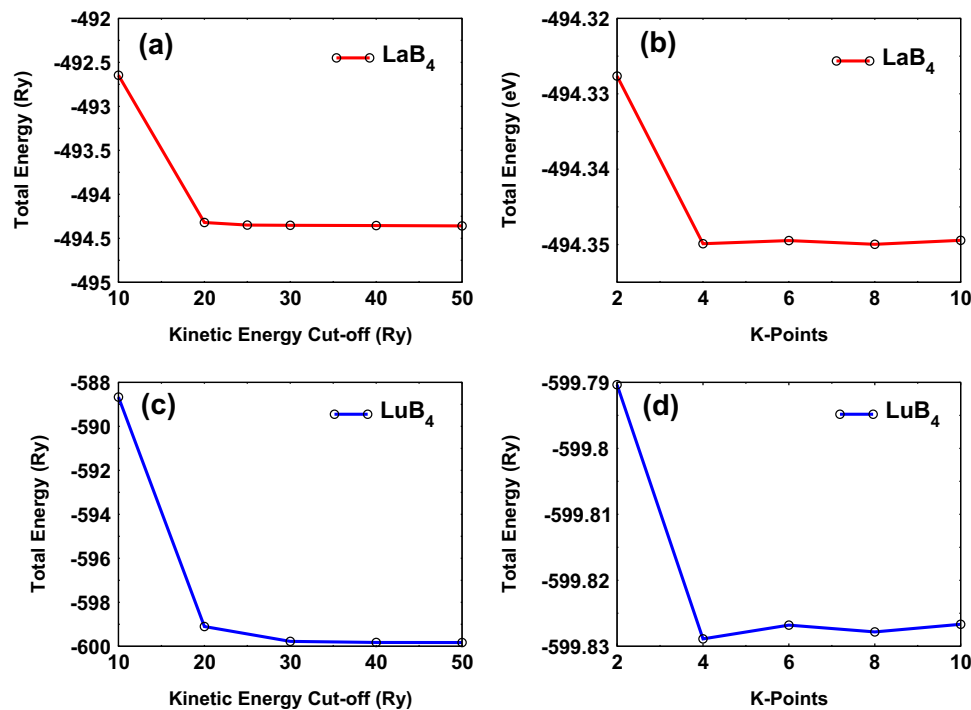 (a)
LaB4
Total Energy (Ry)
-492
-492.5
-493
-493.5
-494
-494.5
-495
10 20 30 40 50
Kinetic Energy Cut-off (Ry)
(b)
LaB4
Total Energy (eV)
-494.32
-494.33
-494.34
-494.35
2 4 6 8 10
K-Points
(c)
LuB4
Total Energy (Ry)
-588
-590
-592
-594
-596
-598
-600
10 20 30 40 50
Kinetic Energy Cut-off (Ry)
(d)
LuB4
Total Energy (Ry)
-599.79
-599.8
-599.81
-599.82
-599.83
2 4 6 8 10
K-Points